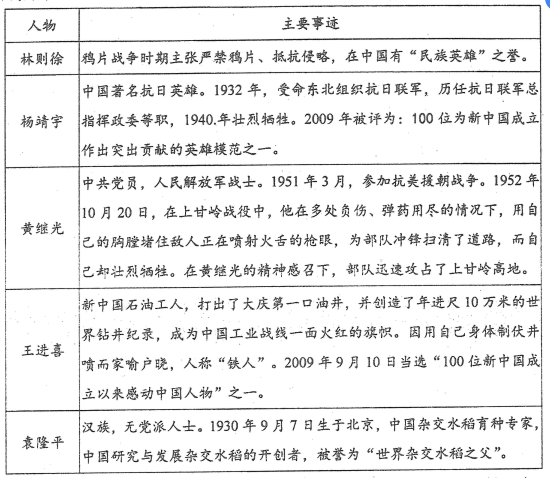 人物 主要事迹
林则徐 鸦片战争时期主张严禁鸦片、抵抗侵略，在中国有“民族英雄”之誉。
中国著名抗日英雄。1932 年，受命东北组织抗日联军，历任抗日联军总
杨靖宇 指挥政委等职，1940.年壮烈牺牲。2009 年被评为：100 位为新中国成立
作出突出贡献的英雄模范之一。
中共党员，人民解放军战士。1951 年 3 月，参加抗美援朝战争。1952 年
10 月 20 日，在上甘岭战役中，他在多处负伤、弹药用尽的情况下，用自
黄继光 己的胸膛堵住敌人正在喷射火舌的枪眼，为部队冲锋扫清了道路，而自
己却壮烈牺牲。在黄继光的精神感召下，部队迅速攻占了上甘岭高地。
新中国石油工人，打出了大庆第一口油井，并创造了年进尺 10 万米的世
界钻井纪录，成为中国工业战线一面火红的旗帜。因用自己身体制伏井
王进喜 喷而家喻户晓，人称“铁人”。2009 年 9 月 10 日当选“100 位新中国成
立以来感动中国人物”之一。
汉族，无党派人士。1930 年 9 月 7 日生于北京，中国杂交水稻育种专家，
袁隆平 中国研究与发展杂交水稻的开创者，被誉为“世界杂交水稻之父”。